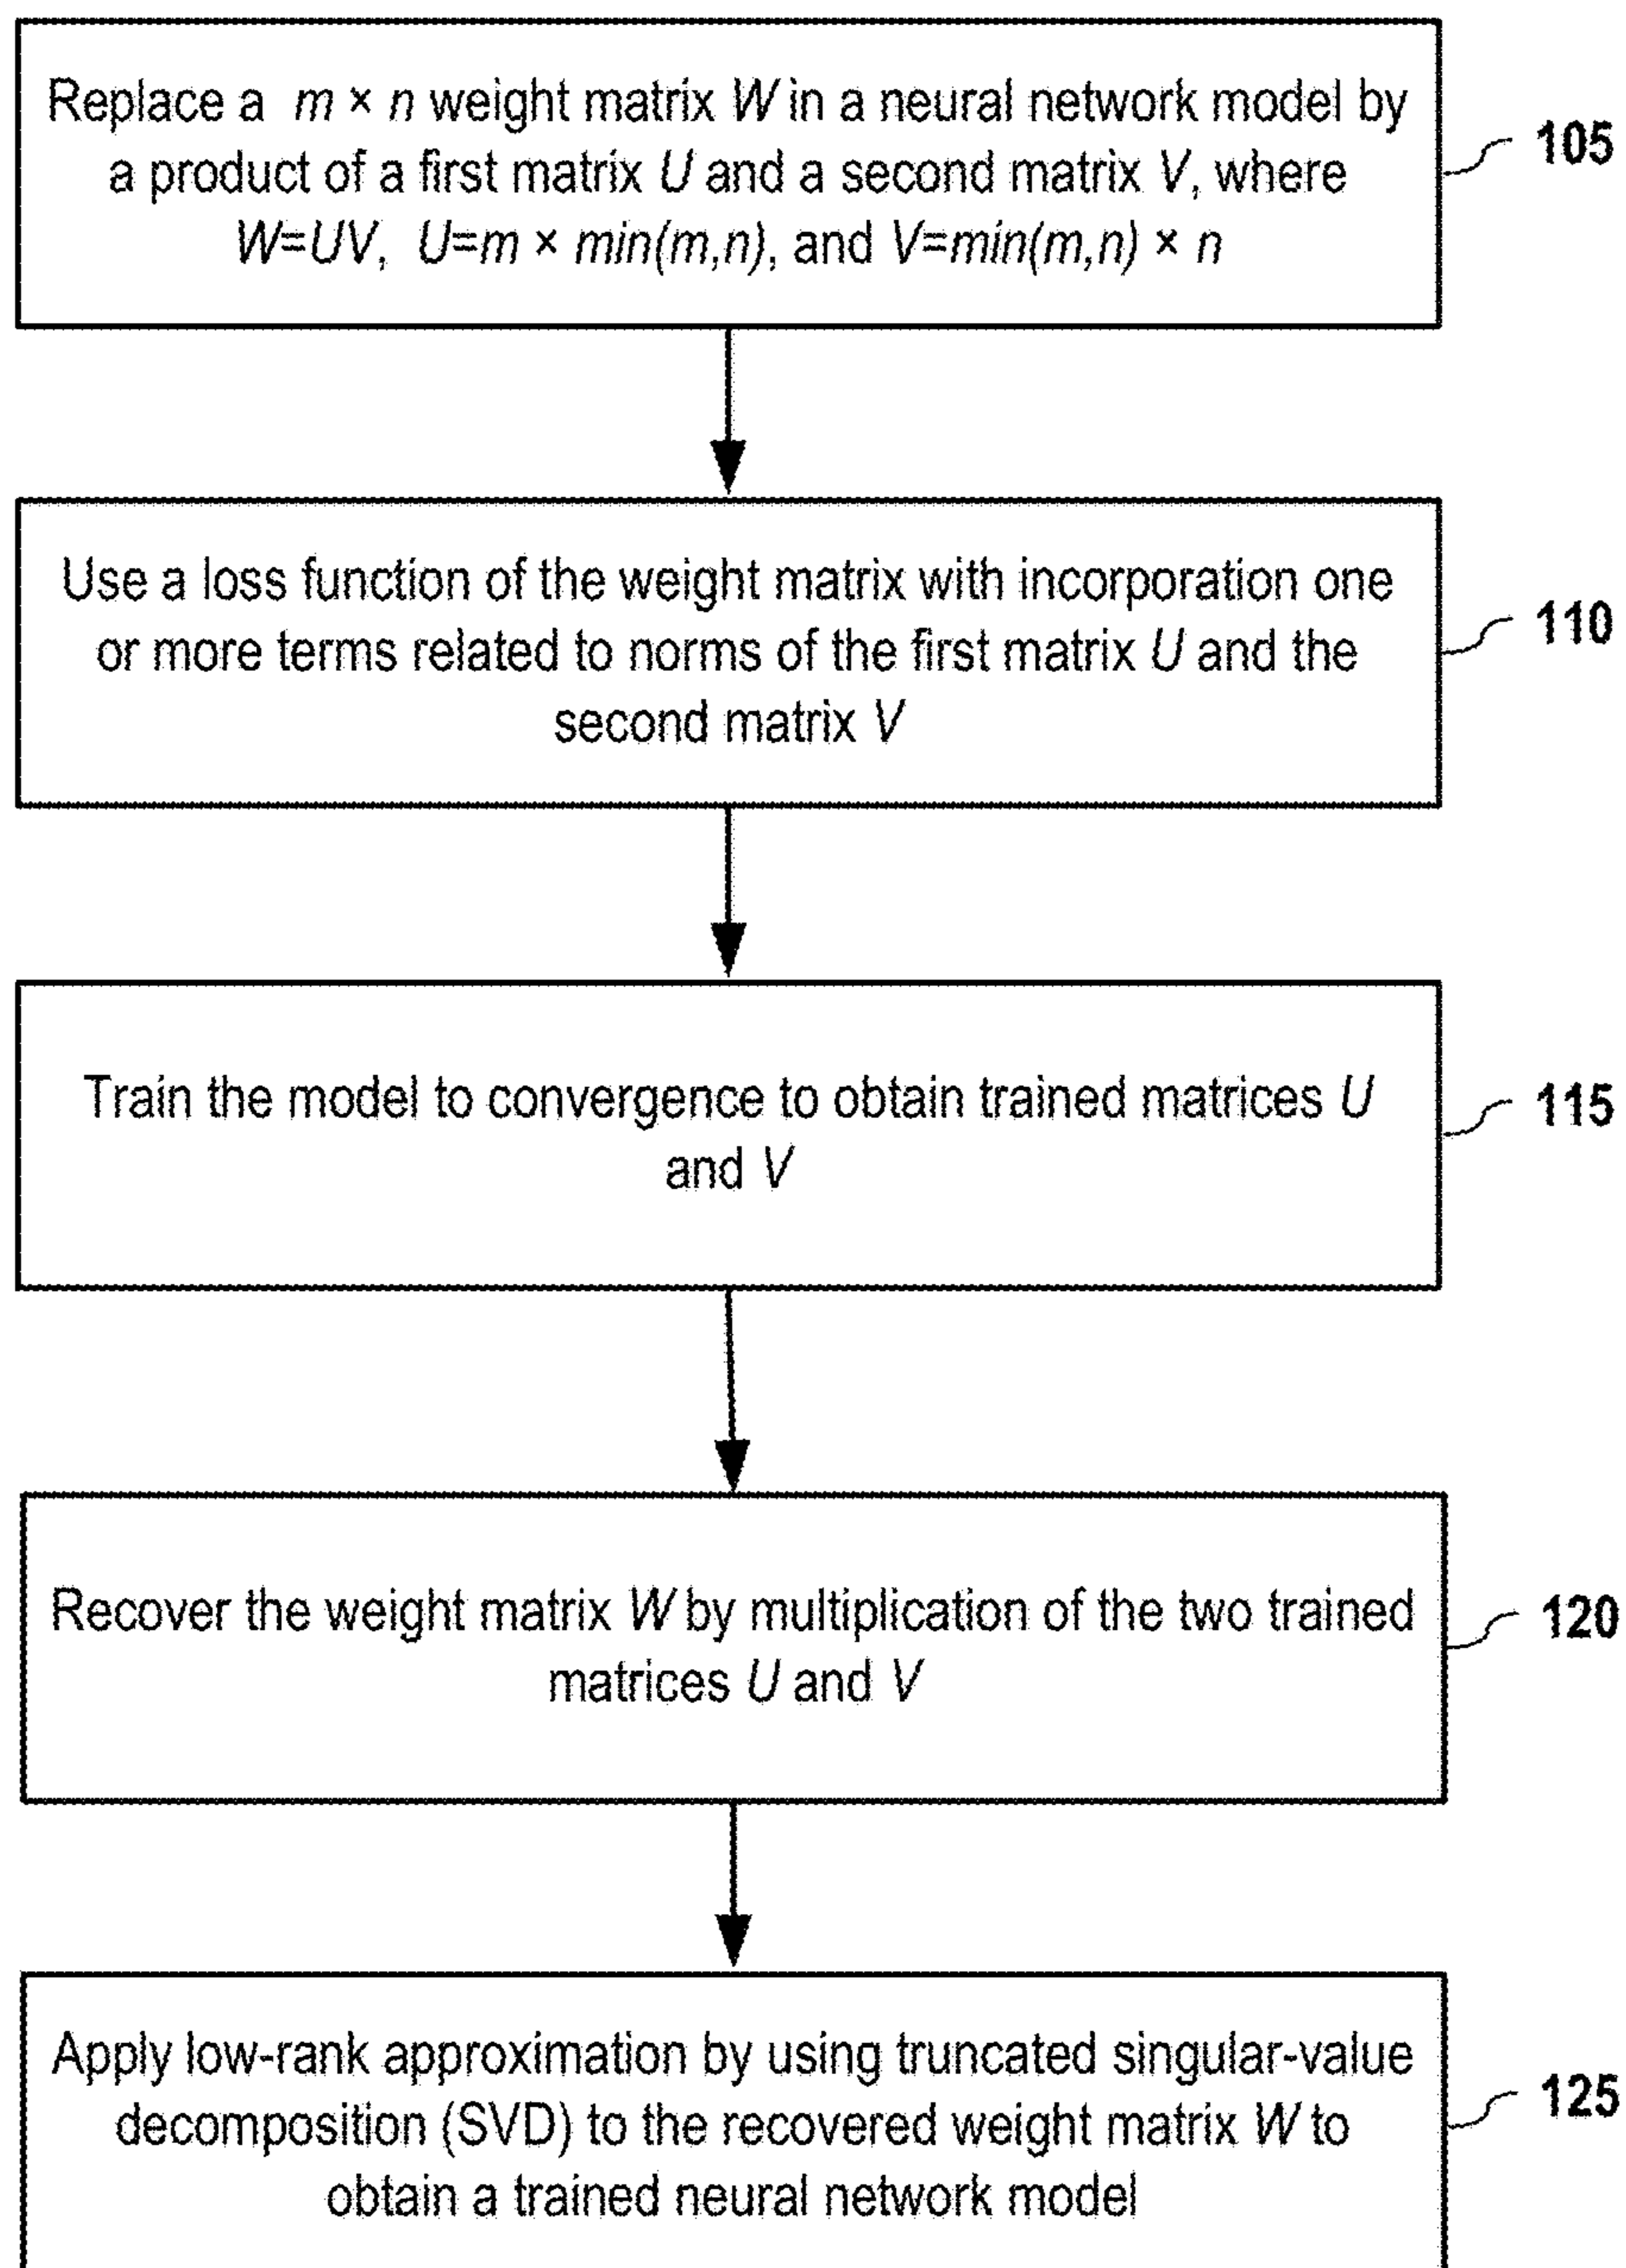 Replace a m × n weight matrix W in a neural network model by
a product of a first matrix U and a second matrix V, where
W=UV, U=m × min(m,n), and V=min(m,n) × n
105
Use a loss function of the weight matrix with incorporation one
or more terms related to norms of the first matrix U and the
second matrix V
110
Train the model to convergence to obtain trained matrices U
and V
115
Recover the weight matrix W by multiplication of the two trained
matrices U and V
120
Apply low-rank approximation by using truncated singular-value
decomposition (SVD) to the recovered weight matrix W to
obtain a trained neural network model
125